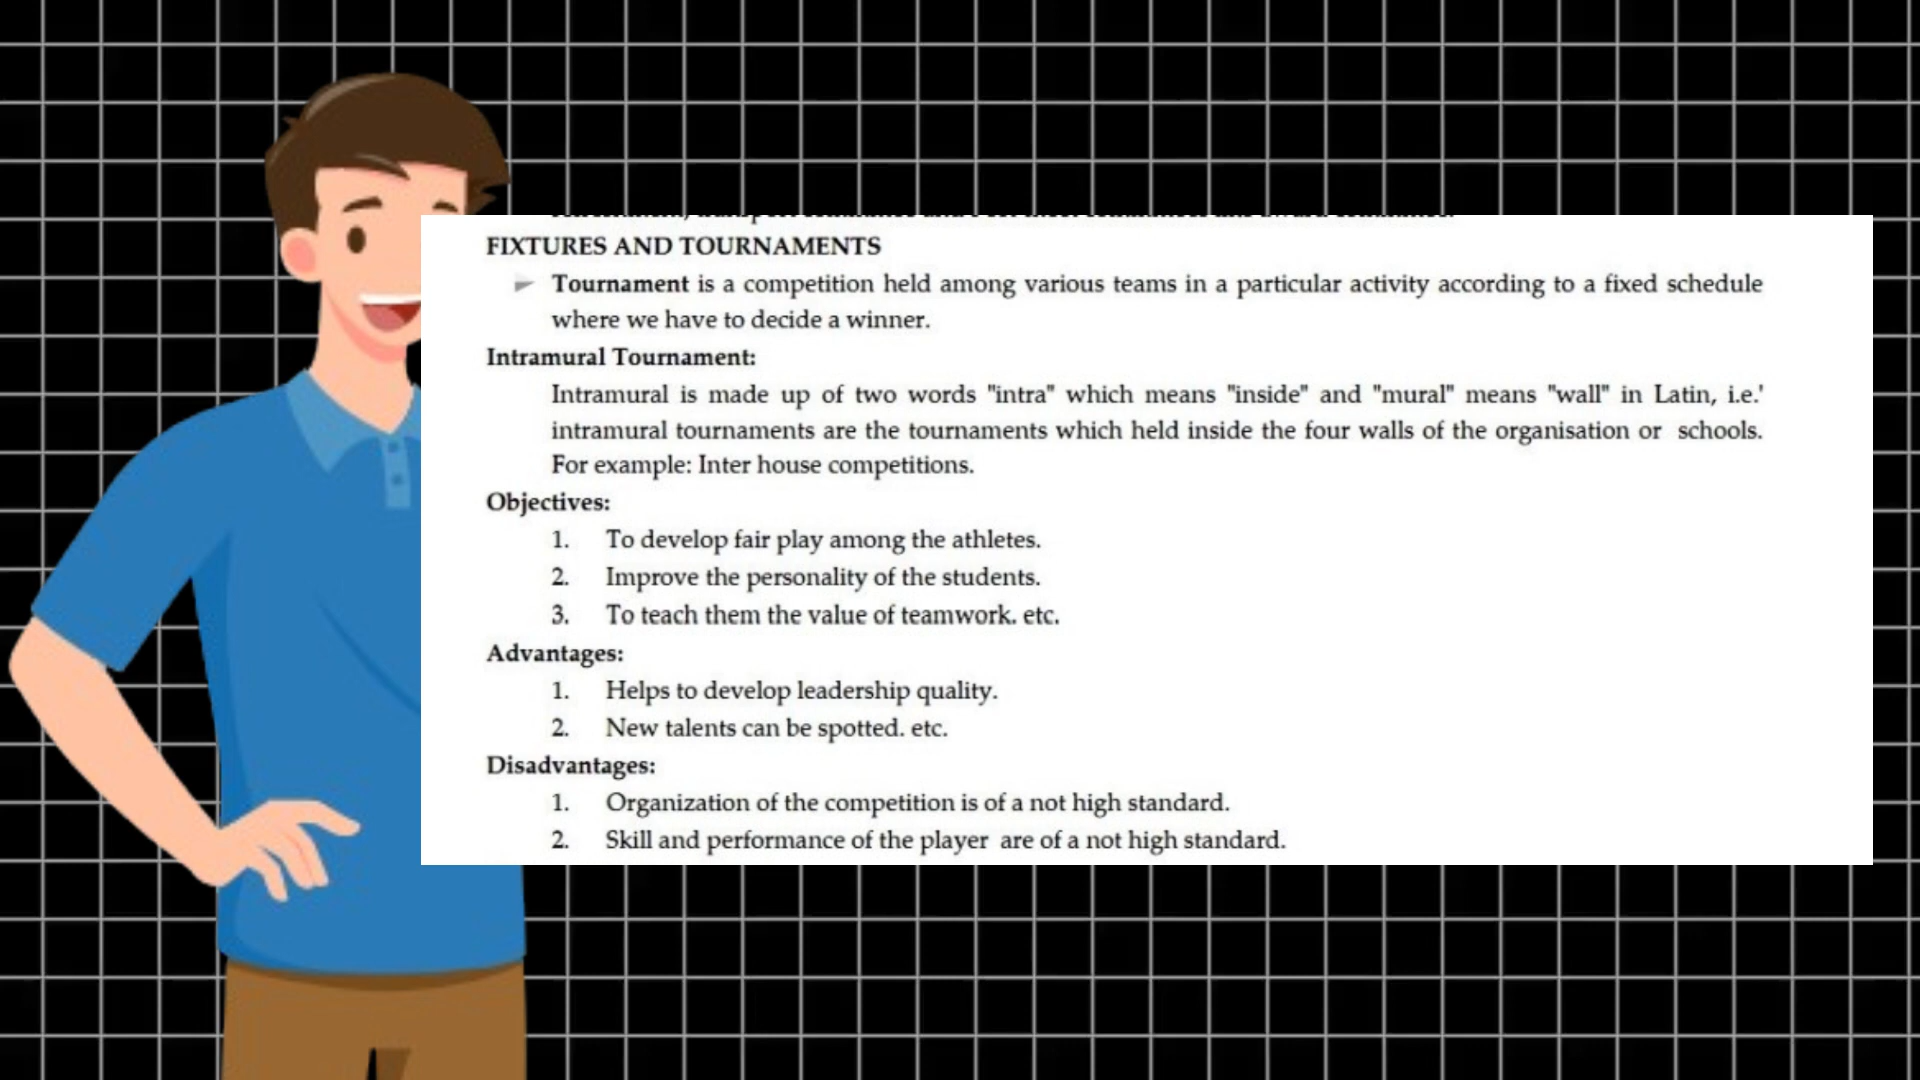 FIXTURES AND TOURNAMENTS
Tournament is a competition held among various teams in a particular activity according to a fixed schedule
where we have to decide a winner.
Intramural Tournament:
Intramural is made up of two words "intra" which means "inside" and "mural" means "wall" in Latin, i.e.'
intramural tournaments are the tournaments which held inside the four walls of the organisation or schools.
For example: Inter house competitions.
Objectives:
1. To develop fair play among the athletes.
2. Improve the personality of the students.
3. To teach them the value of teamwork. etc.
Advantages:
1. Helps to develop leadership quality.
2. New talents can be spotted. etc.
Disadvantages:
1. Organization of the competition is of a not high standard.
2. Skill and performance of the player are of a not high standard.